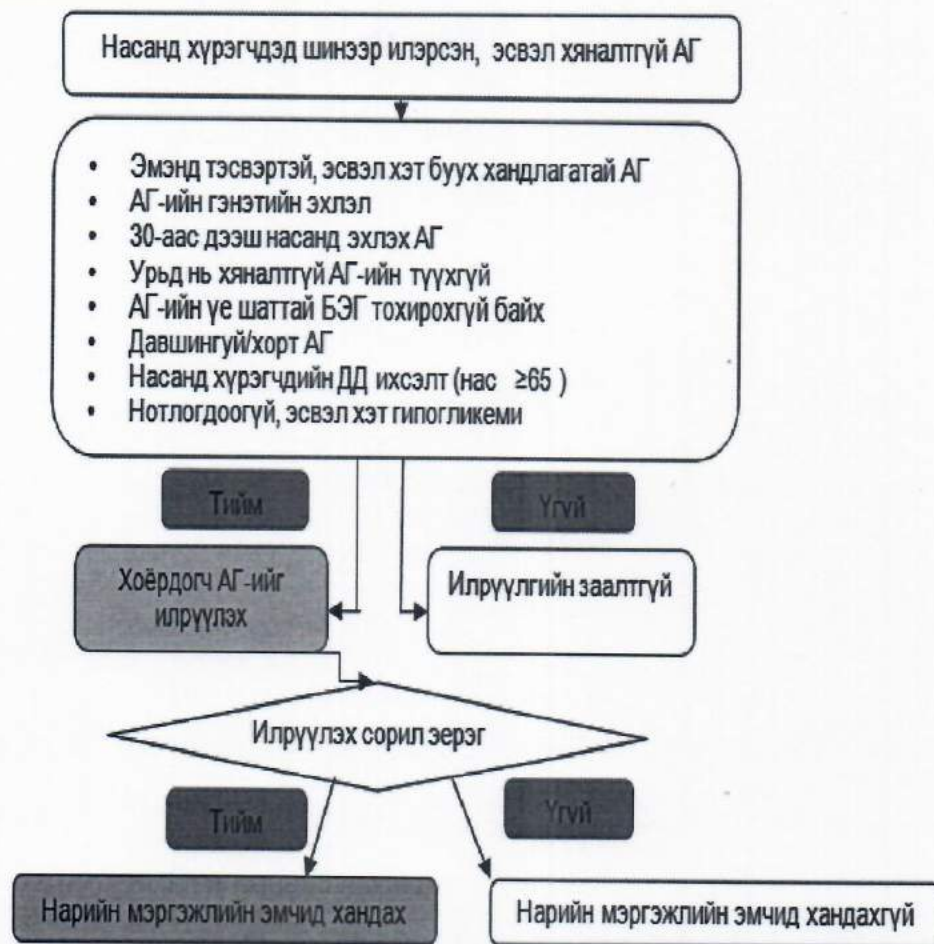 Насанд хүрэгчдэд шинээр илэрсэн, эсвэл хяналтгүй АГ
• Эмэнд тэсвэртэй, эсвэл хэт буух хандлагатай АГ
• АГ-ийн гэнэтийн эхлэл
• 30-аас дээш насанд эхлэх АГ
• Урьд нь хяналтгүй АГ-ийн түүхгүй
• АГ-ийн үе шаттай БЭГ тохирохгүй байх
• Давшингуй/хорт АГ
• Насанд хүрэгчдийн ДД ихсэлт (нас ≥65 )
• Нотлогдоогүй, эсвэл хэт гипогликеми
Тийм
Үгүй
Хоёрдогч АГ-ийг
илрүүлэх
Илрүүлгийн заалтгүй
Илрүүлэх сорил эерэг
Тийм
Үгүй
Нарийн мэргэжлийн эмчид хандах
Нарийн мэргэжлийн эмчид хандахгүй